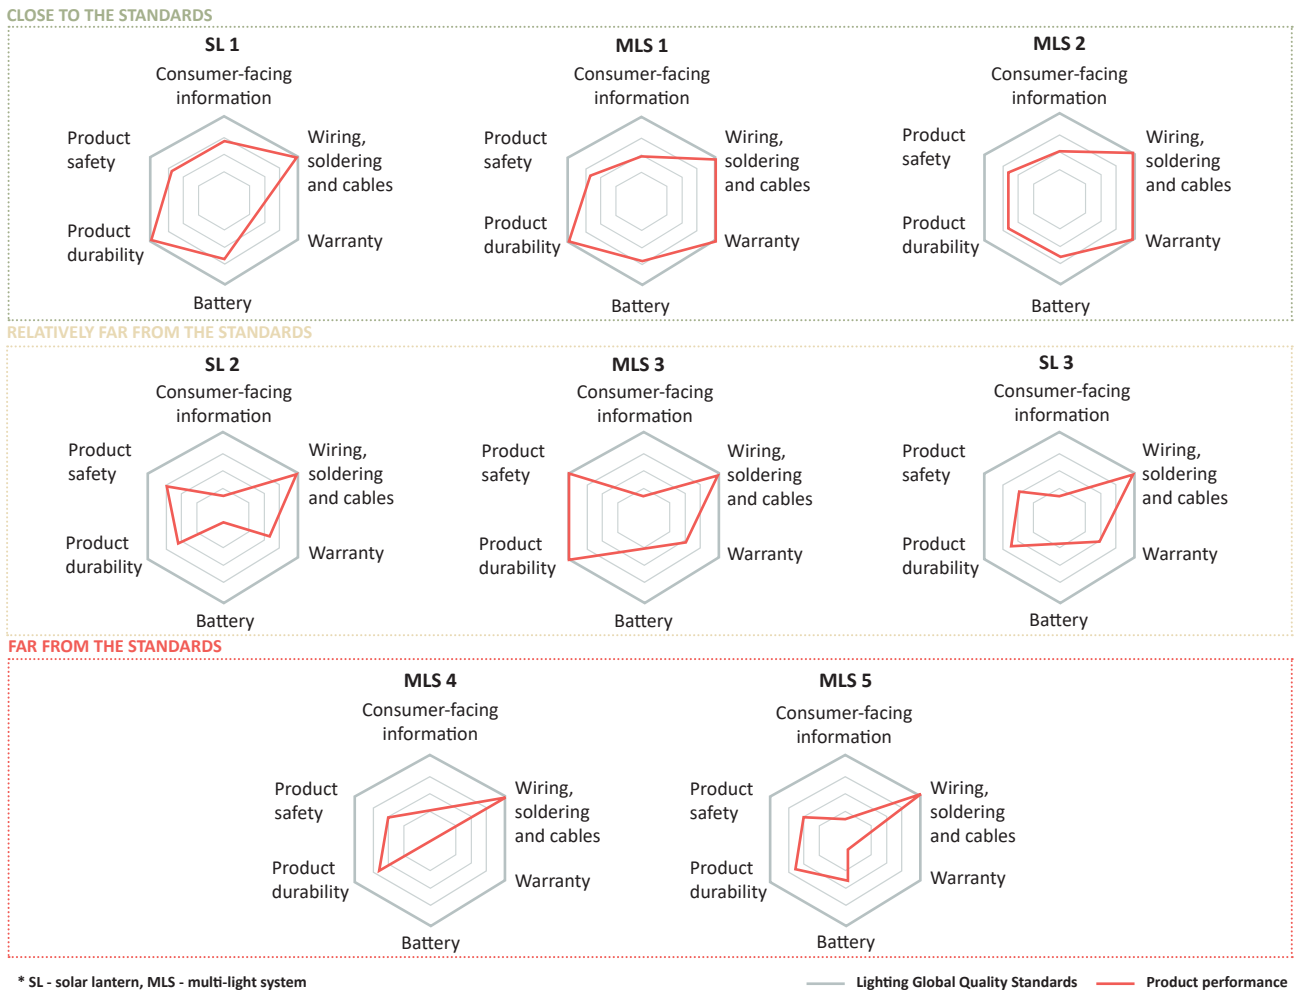 CLOSE TO THE STANDARDS
SL 1
Consumer-facing
information
Product
safety
Wiring,
soldering
and cables
Product
durability
Warranty
Battery
MLS 1
Consumer-facing
information
Product
safety
Wiring,
soldering
and cables
Product
durability
Warranty
Battery
MLS 2
Consumer-facing
information
Product
safety
Wiring,
soldering
and cables
Product
durability
Warranty
Battery
RELATIVELY FAR FROM THE STANDARDS
SL 2
Consumer-facing
information
Product
safety
Wiring,
soldering
and cables
Product
durability
Warranty
Battery
MLS 3
Consumer-facing
information
Product
safety
Wiring,
soldering
and cables
Product
durability
Warranty
Battery
SL 3
Consumer-facing
information
Product
safety
Wiring,
soldering
and cables
Product
durability
Warranty
Battery
FAR FROM THE STANDARDS
MLS 4
Consumer-facing
information
Product
safety
Wiring,
soldering
and cables
Product
durability
Warranty
Battery
MLS 5
Consumer-facing
information
Product
safety
Wiring,
soldering
and cables
Product
durability
Warranty
Battery
* SL - solar lantern, MLS - multi-light system
Lighting Global Quality Standards
Product performance